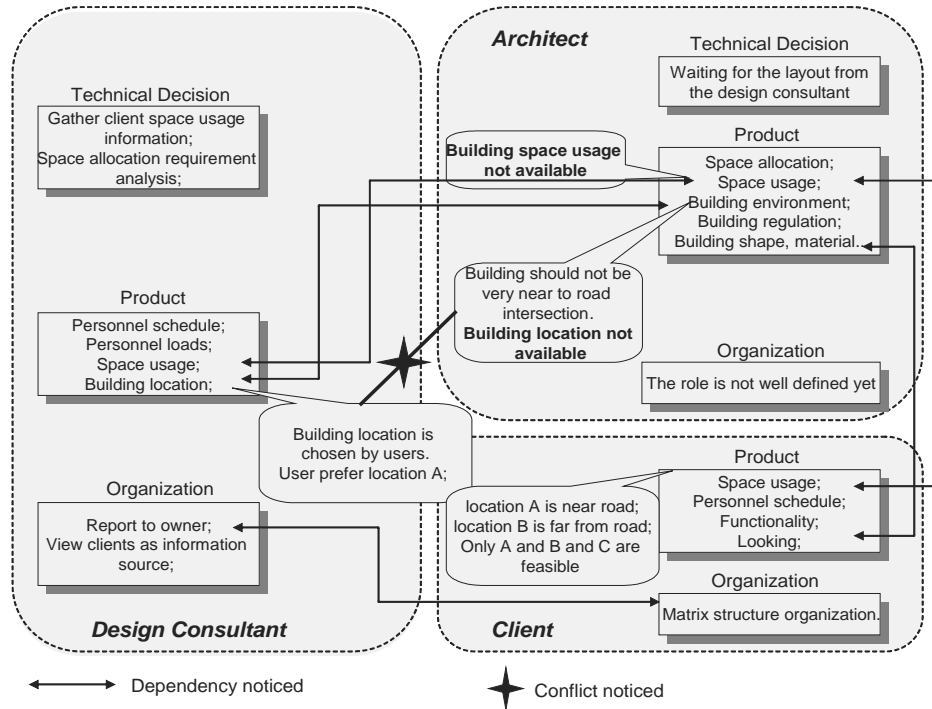 Architect
Technical Decision
Waiting for the layout from
the design consultant
Technical Decision
Gather client space usage
information;
Space allocation requirement
analysis;
Product
Building space usage
not available
Space allocation;
Space usage;
Building environment;
Building regulation;
Building shape, material..
Building should not be
very near to road
intersection.
Building location not
available
Product
Personnel schedule;
Personnel loads;
Space usage;
Building location;
Organization
The role is not well defined yet
Building location is
chosen by users.
User prefer location A;
Product
Space usage;
Personnel schedule;
Functionality;
Looking;
location A is near road;
location B is far from road;
Only A and B and C are
feasible
Organization
Report to owner;
View clients as information
source;
Organization
Matrix structure organization.
Design Consultant
Client
Dependency noticed
Conflict noticed